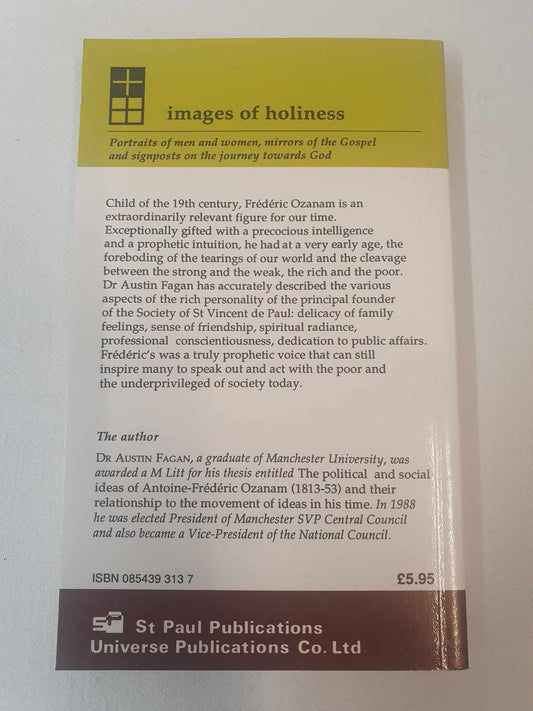 images of holiness
Portraits of men and women, mirrors of the Gospel
and signposts on the journey towards God
Child of the 19th century, Frédéric Ozanam is an
extraordinarily relevant figure for our time.
Exceptionally gifted with a precocious intelligence
and a prophetic intuition, he had at a very early age, the
foreboding of the tearings of our world and the cleavage
between the strong and the weak, the rich and the poor.
Dr Austin Fagan has accurately described the various
aspects of the rich personality of the principal founder
of the Society of St Vincent de Paul: delicacy of family
feelings, sense of friendship, spiritual radiance,
professional conscientiousness, dedication to public affairs.
Frédéric's was a truly prophetic voice that can still
inspire many to speak out and act with the poor and
the underprivileged of society today.
The author
DR AUSTIN FAGAN, a graduate of Manchester University, was
awarded a M Litt for his thesis entitled The political and social
ideas of Antoine-Frédéric Ozanam (1813-53) and their
relationship to the movement of ideas in his time. In 1988
he was elected President of Manchester SVP Central Council
and also became a Vice-President of the National Council.
ISBN 085439 313 7
£5.95
SP St Paul Publications
Universe Publications Co. Ltd